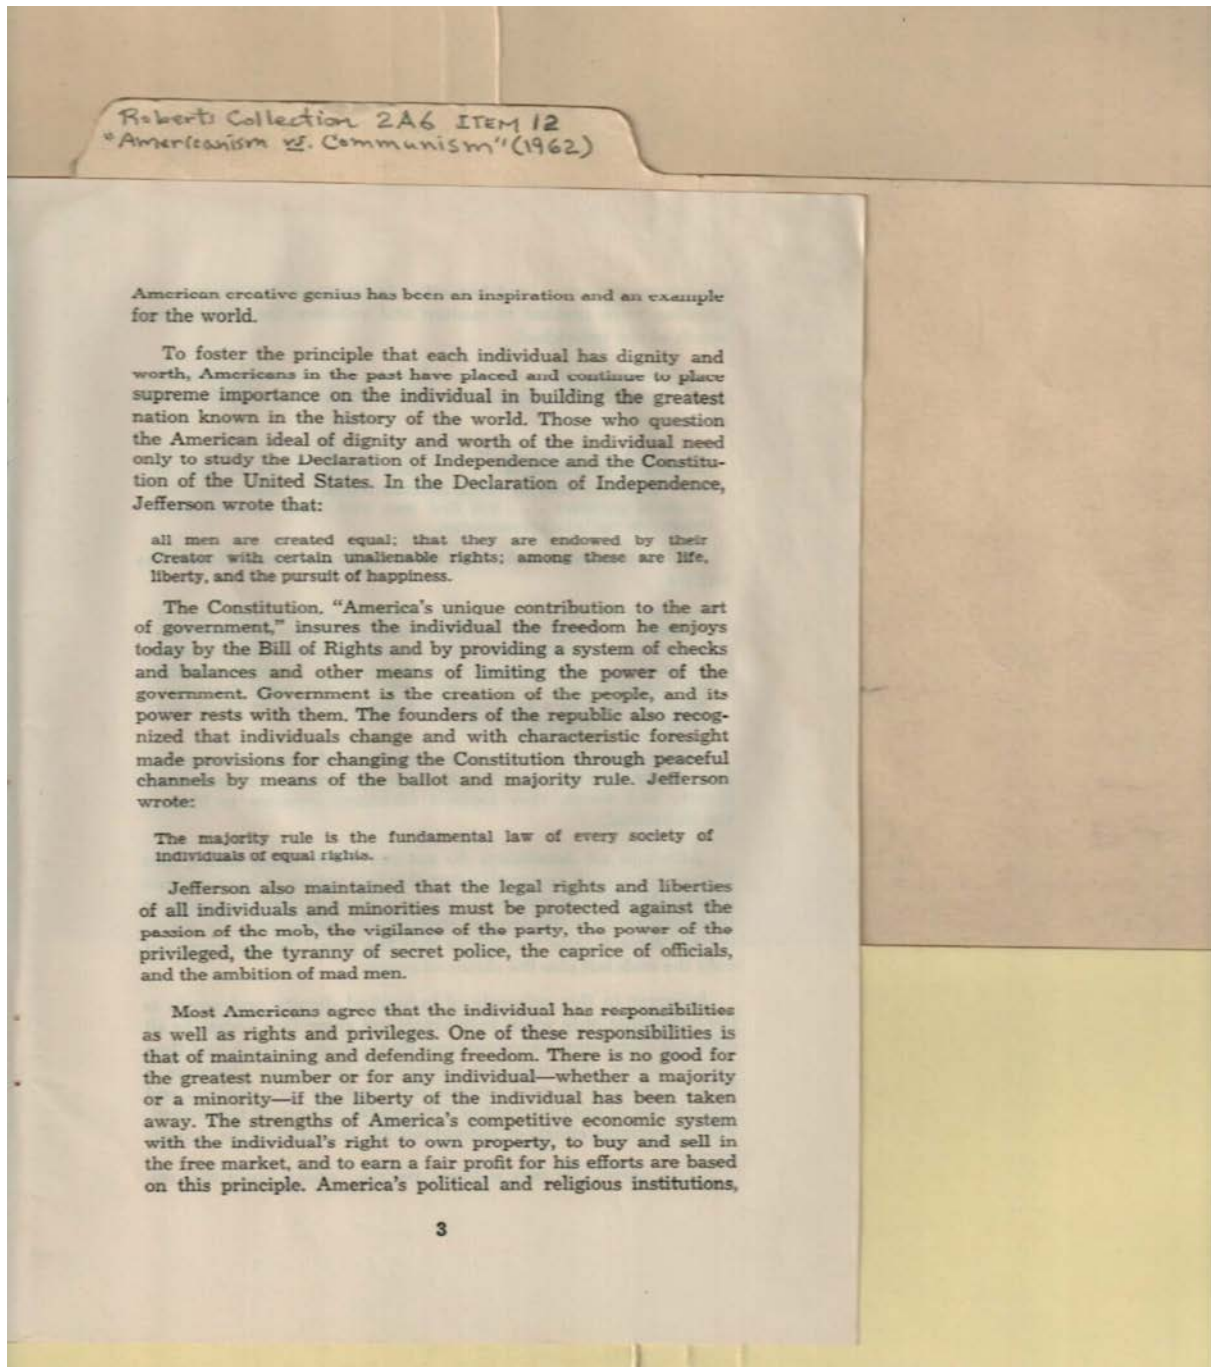 Roberts Collection 2A6 ITEM 12
"Americanism vs. Communism" (1962)
American creative genius has been an inspiration and an example
for the world.
To foster the principle that each individual has dignity and
worth, Americans in the past have placed and continue to place
supreme importance on the individual in building the greatest
nation known in the history of the world. Those who question
the American ideal of dignity and worth of the individual need
only to study the Declaration of Independence and the Constitu-
tion of the United States. In the Declaration of Independence,
Jefferson wrote that:
all men are created equal; that they are endowed by their
Creator with certain unalienable rights; among these are life,
liberty, and the pursuit of happiness.
The Constitution, "America's unique contribution to the art
of government," insures the individual the freedom he enjoys
today by the Bill of Rights and by providing a system of checks
and balances and other means of limiting the power of the
government. Government is the creation of the people, and its
power rests with them. The founders of the republic also recog-
nized that individuals change and with characteristic foresight
made provisions for changing the Constitution through peaceful
channels by means of the ballot and majority rule. Jefferson
wrote:
The majority rule is the fundamental law of every society of
individuals of equal rights.
Jefferson also maintained that the legal rights and liberties
of all individuals and minorities must be protected against the
passion of the mob, the vigilance of the party, the power of the
privileged, the tyranny of secret police, the caprice of officials,
and the ambition of mad men.
Most Americans agree that the individual has responsibilities
as well as rights and privileges. One of these responsibilities is
that of maintaining and defending freedom. There is no good for
the greatest number or for any individual—whether a majority
or a minority—if the liberty of the individual has been taken
away. The strengths of America's competitive economic system
with the individual's right to own property, to buy and sell in
the free market, and to earn a fair profit for his efforts are based
on this principle. America's political and religious institutions,
3